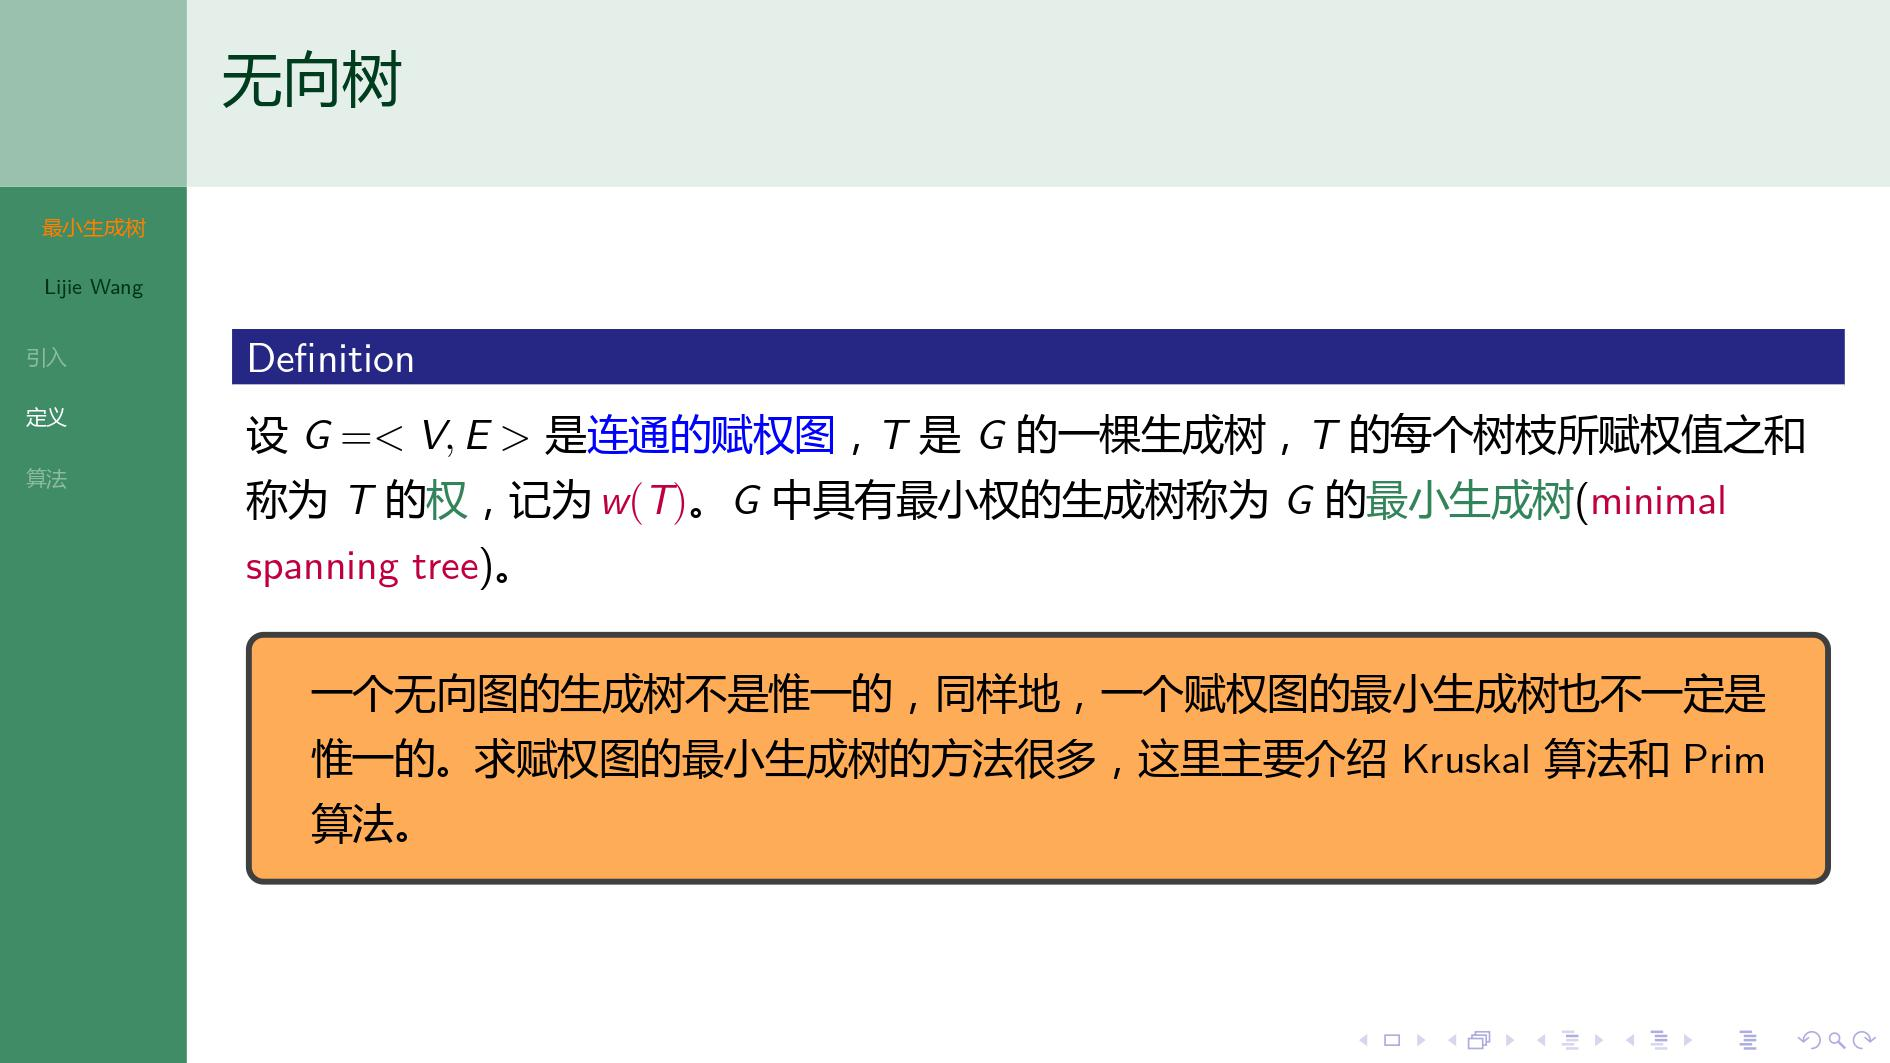 无向树
最小生成树
Lijie Wang
引入
定义
算法
Definition
设 G =< V, E > 是连通的赋权图，T 是 G 的一棵生成树，T 的每个树枝所赋权值之和
称为 T 的权，记为 w(T)。G 中具有最小权的生成树称为 G 的最小生成树(minimal
spanning tree)。
一个无向图的生成树不是惟一的，同样地，一个赋权图的最小生成树也不一定是
惟一的。求赋权图的最小生成树的方法很多，这里主要介绍 Kruskal 算法和 Prim
算法。